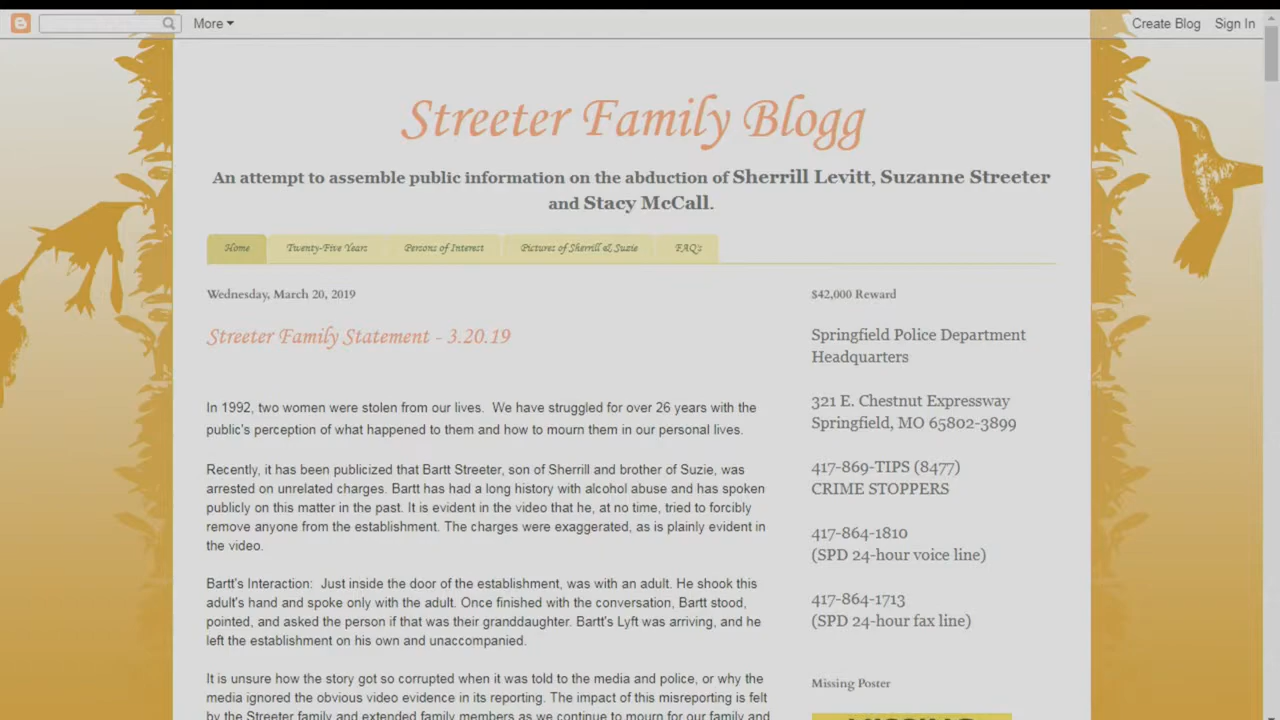 More
Create Blog
Sign In
Streeter Family Blogg
An attempt to assemble public information on the abduction of Sherrill Levitt, Suzanne Streeter
and Stacy McCall.
Home
Twenty-Five Years
Persons of Interest
Pictures of Sherrill & Suzie
FAQ's
Wednesday, March 20, 2019
Streeter Family Statement - 3.20.19
In 1992, two women were stolen from our lives.  We have struggled for over 26 years with the
public's perception of what happened to them and how to mourn them in our personal lives.
Recently, it has been publicized that Bartt Streeter, son of Sherrill and brother of Suzie, was
arrested on unrelated charges. Bartt has had a long history with alcohol abuse and has spoken
publicly on this matter in the past. It is evident in the video that he, at no time, tried to forcibly
remove anyone from the establishment. The charges were exaggerated, as is plainly evident in
the video.
Bartt's Interaction:  Just inside the door of the establishment, was with an adult. He shook this
adult's hand and spoke only with the adult. Once finished with the conversation, Bartt stood,
pointed, and asked the person if that was their granddaughter. Bartt's Lyft was arriving, and he
left the establishment on his own and unaccompanied.
It is unsure how the story got so corrupted when it was told to the media and police, or why the
media ignored the obvious video evidence in its reporting. The impact of this misreporting is felt
by the Streeter family and extended family members as we continue to mourn for our family and
$42,000 Reward
Springfield Police Department
Headquarters
321 E. Chestnut Expressway
Springfield, MO 65802-3899
417-869-TIPS (8477)
CRIME STOPPERS
417-864-1810
(SPD 24-hour voice line)
417-864-1713
(SPD 24-hour fax line)
Missing Poster
MISSING